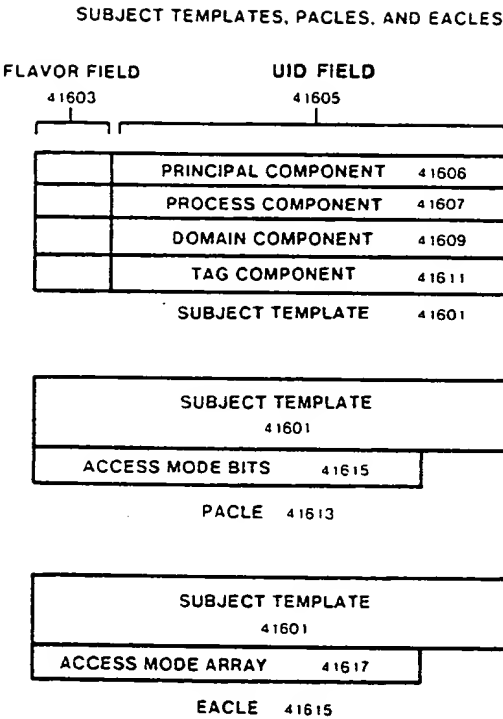 SUBJECT TEMPLATES, PACLES, AND EACLES
FLAVOR FIELD UID FIELD
41603 41605
PRINCIPAL COMPONENT 41606
PROCESS COMPONENT 41607
DOMAIN COMPONENT 41609
TAG COMPONENT 41611
SUBJECT TEMPLATE 41601
SUBJECT TEMPLATE
41601
ACCESS MODE BITS 41615
PACLE 41613
SUBJECT TEMPLATE
41601
ACCESS MODE ARRAY 41617
EACLE 41615